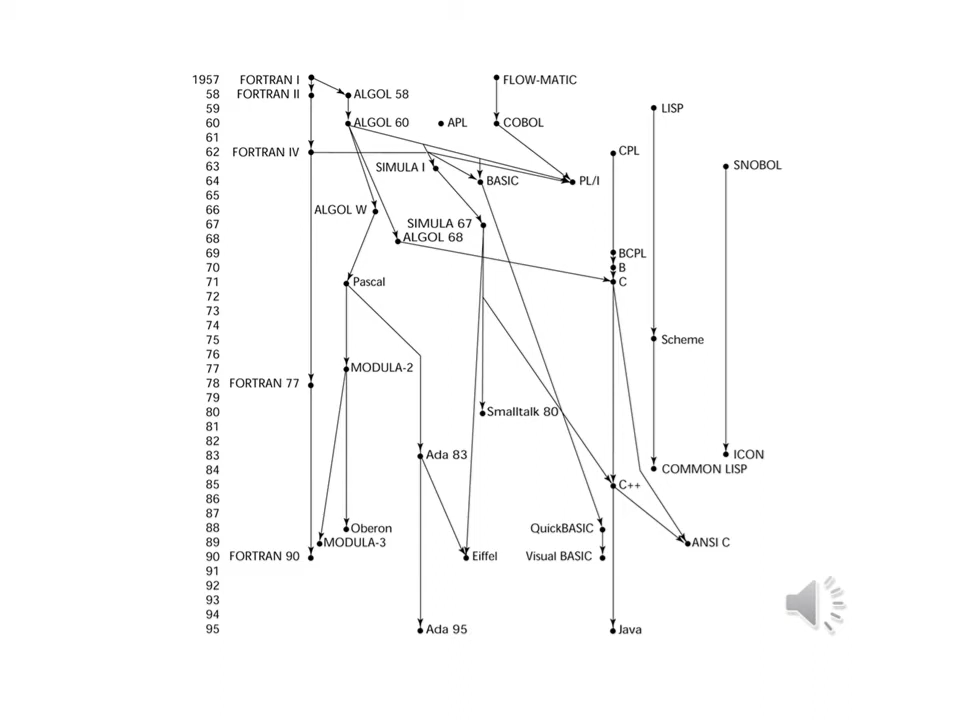 1957 FORTRAN I FLOW-MATIC
58 FORTRAN II ALGOL 58
59 LISP
60 ALGOL 60 APL COBOL
61
62 FORTRAN IV CPL
63 SIMULA I SNOBOL
64 BASIC PL/I
65
66 ALGOL W
67 SIMULA 67
68 ALGOL 68
69 BCPL
70 B
71 Pascal C
72
73
74
75 Scheme
76
77 MODULA-2
78 FORTRAN 77
79
80 Smalltalk 80
81
82
83 Ada 83 ICON
84 COMMON LISP
85 C++
86
87
88 Oberon QuickBASIC
89 MODULA-3 ANSI C
90 FORTRAN 90 Eiffel Visual BASIC
91
92
93
94
95 Ada 95 Java